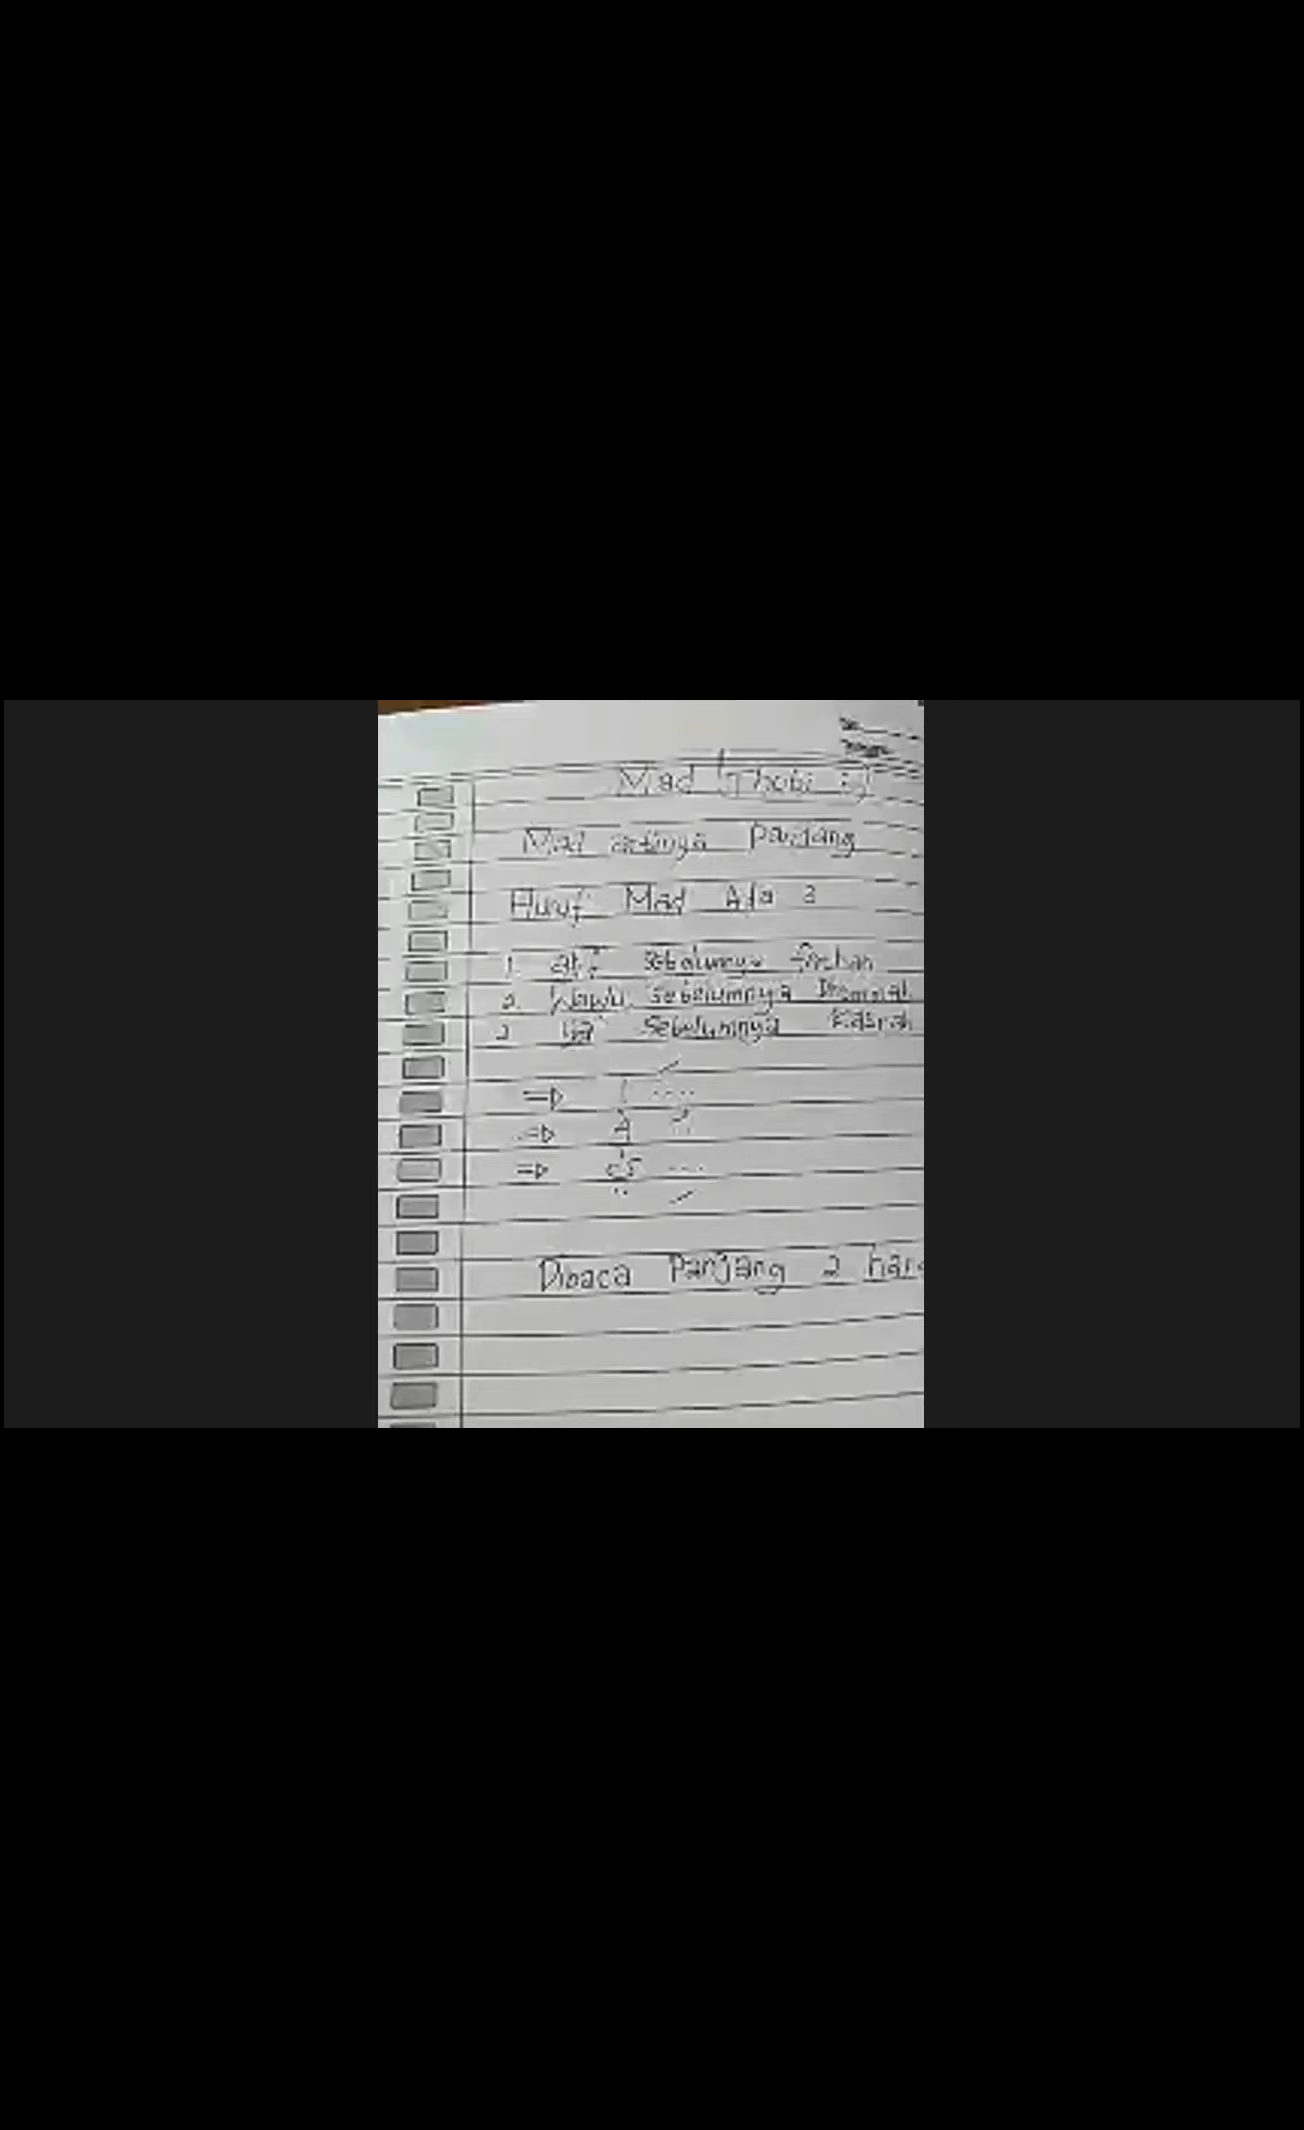 Mad Thobi'i
Mad artinya Panjang
Huruf Mad Ada 3
1. alif sebelumnya fathah
2. Wawu sebelumnya Dhommah
3 ya' sebelumnya Kasrah
=> ا ....
=>
=> ي ....
Dibaca Panjang 2 hara